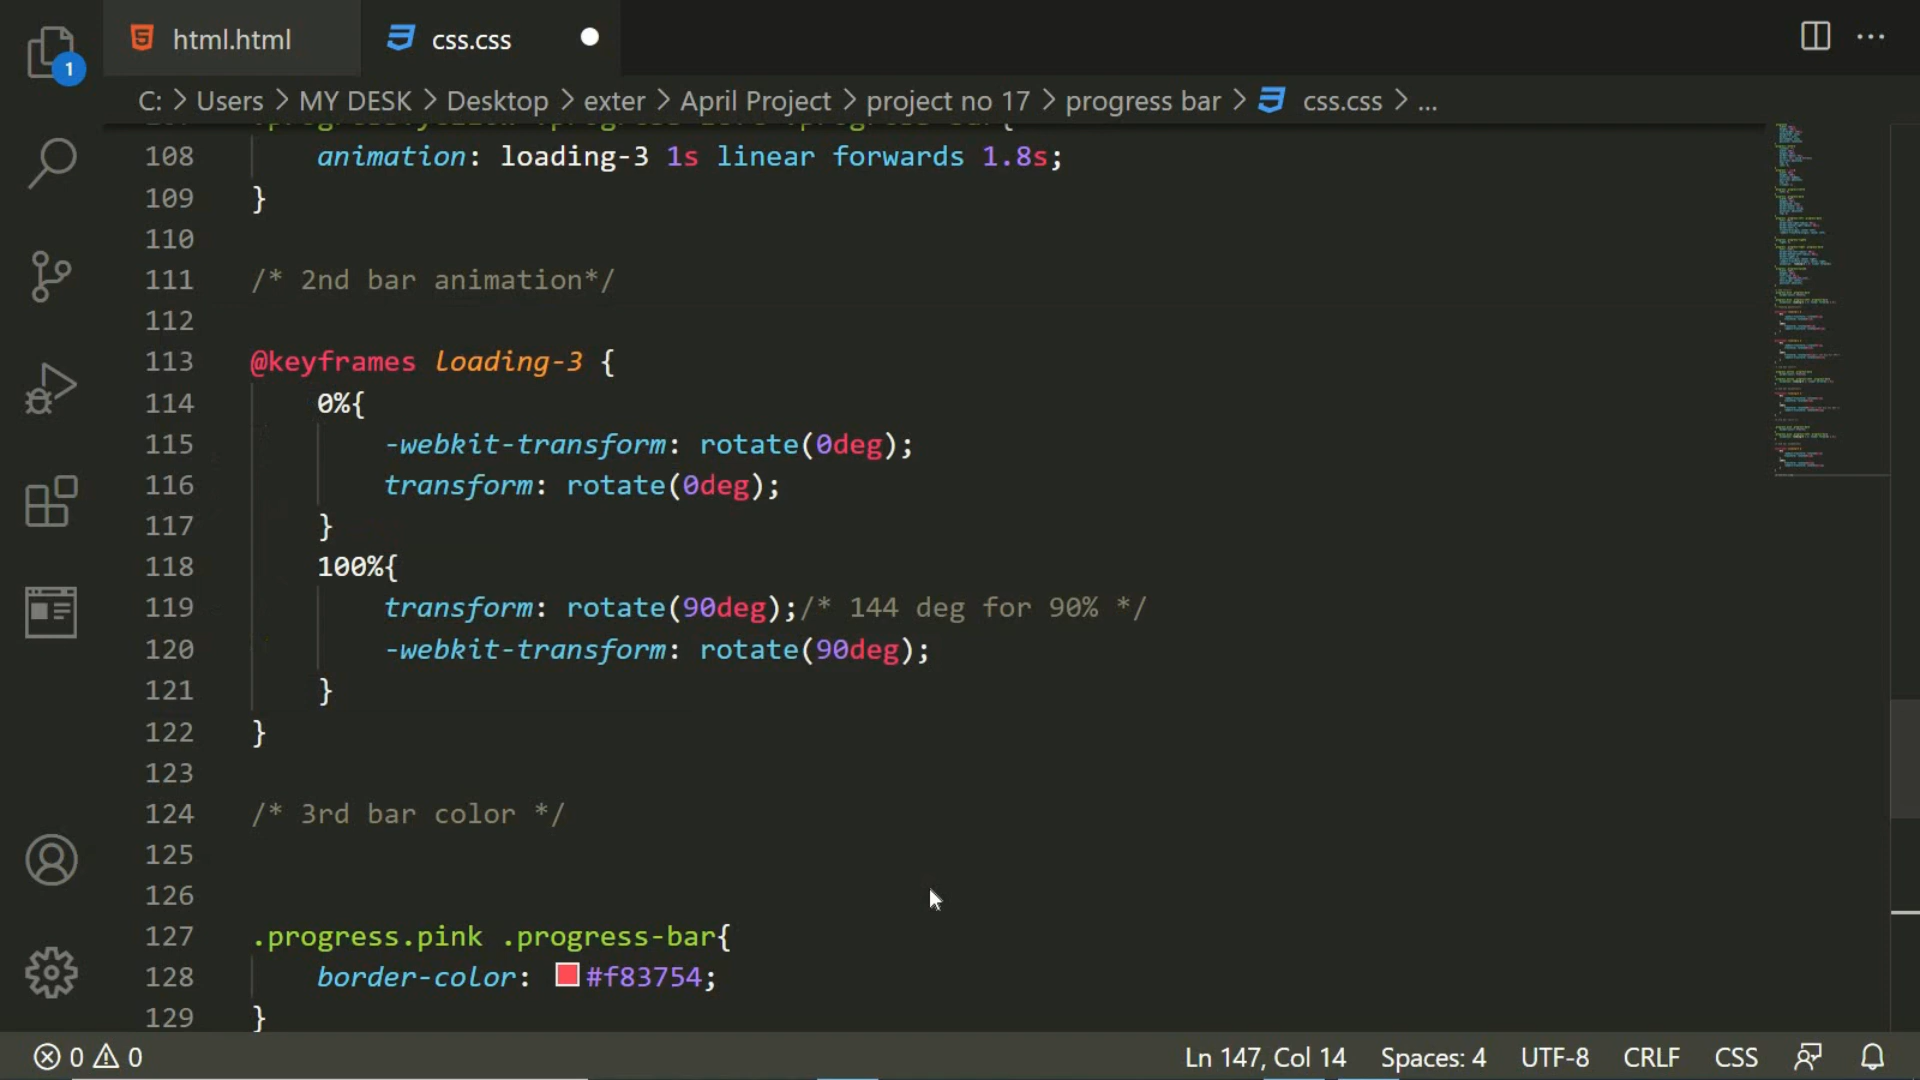 html.html
css.css
1
C: > Users > MY DESK > Desktop > exter > April Project > project no 17 > progress bar > css.css > ...
108 animation: loading-3 1s linear forwards 1.8s;
109 }
110
111 /* 2nd bar animation*/
112
113 @keyframes loading-3 {
114 0%{
115 -webkit-transform: rotate(0deg);
116 transform: rotate(0deg);
117 }
118 100%{
119 transform: rotate(90deg);/* 144 deg for 90% */
120 -webkit-transform: rotate(90deg);
121 }
122 }
123
124 /* 3rd bar color */
125
126
127 .progress.pink .progress-bar{
128 border-color: #f83754;
129 }
0 0 Ln 147, Col 14 Spaces: 4 UTF-8 CRLF CSS